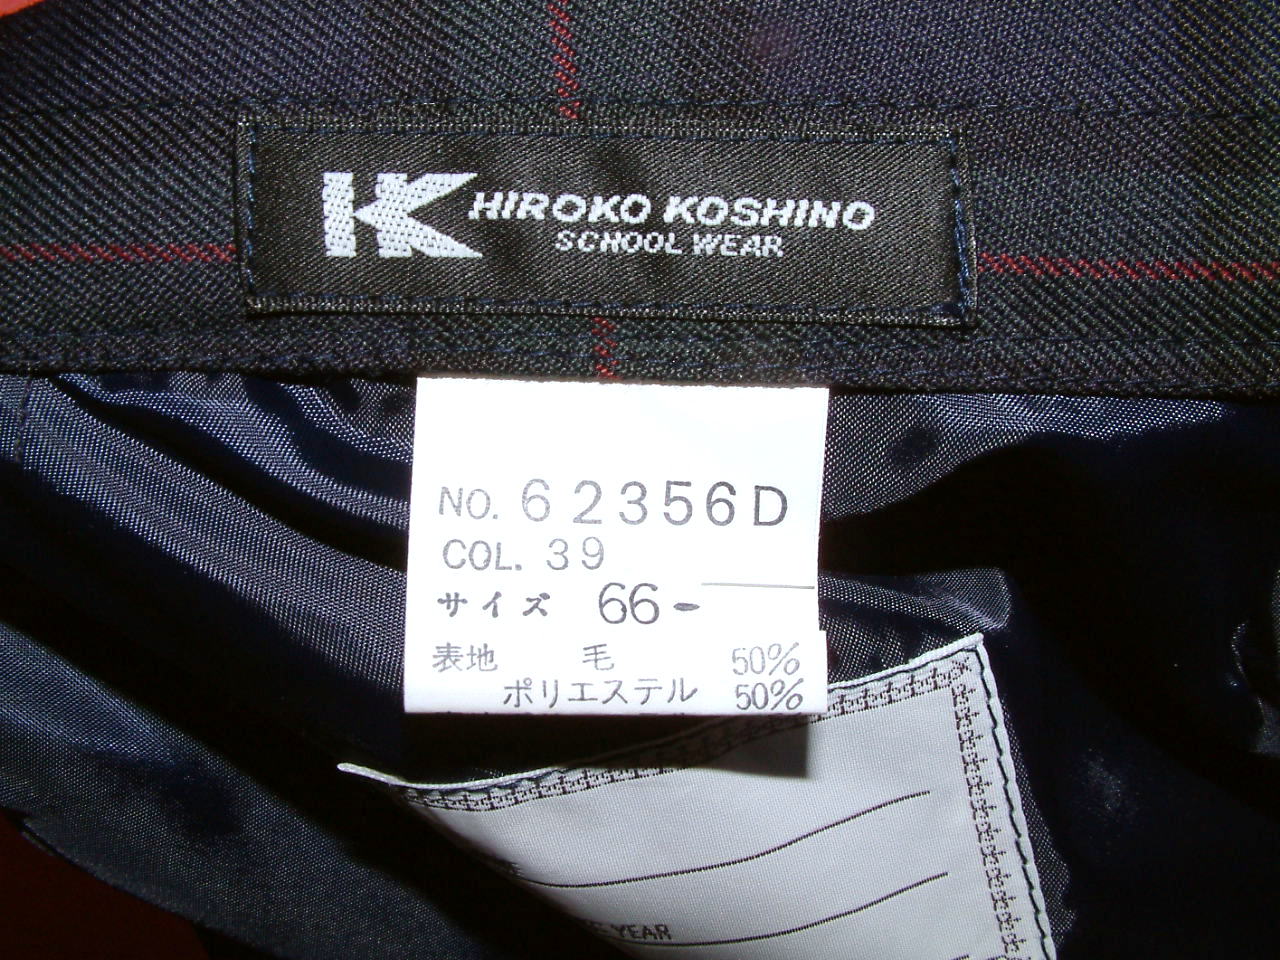 HK HIROKO KOSHINO
SCHOOL WEAR
NO. 62356D
COL. 39
サイズ 66-
表地 毛 50%
ポリエステル 50%
YEAR